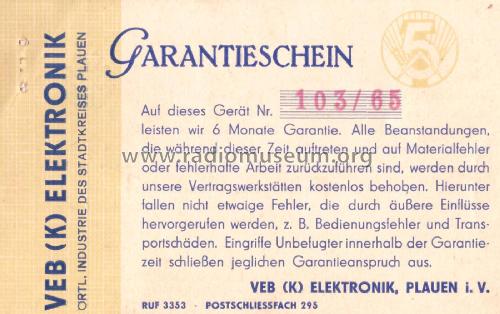 VEB (K) ELEKTRONIK
ÖRTL. INDUSTRIE DES STADTKREISES PLAUEN
GARANTIESCHEIN
5
Auf dieses Gerät Nr. 103/65
leisten wir 6 Monate Garantie. Alle Beanstandungen,
die während dieser Zeit auftreten und auf Materialfehler
oder fehlerhafte Arbeit zurückzuführen sind, werden durch
unsere Vertragswerkstätten kostenlos behoben. Hierunter
fallen nicht etwaige Fehler, die durch äußere Einflüsse
hervorgerufen werden, z. B. Bedienungsfehler und Trans-
portschäden. Eingriffe Unbefugter innerhalb der Garantie-
zeit schließen jeglichen Garantieanspruch aus.
VEB (K) ELEKTRONIK, PLAUEN i. V.
RUF 3353 · POSTSCHLIESSFACH 295
www.radiomuseum.org